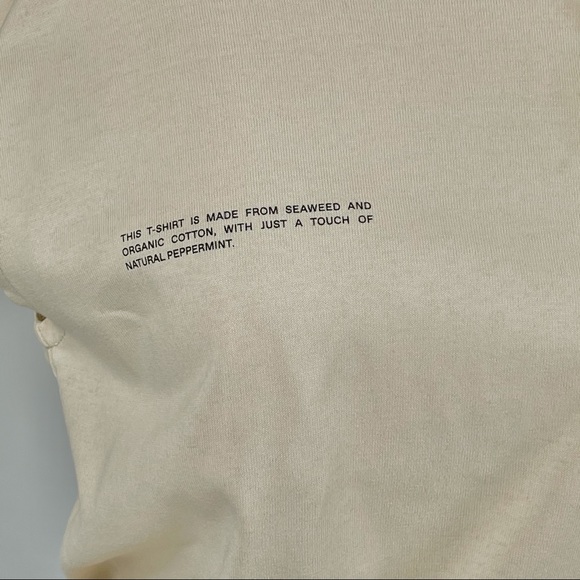 THIS T-SHIRT IS MADE FROM SEAWEED AND
ORGANIC COTTON, WITH JUST A TOUCH OF
NATURAL PEPPERMINT.